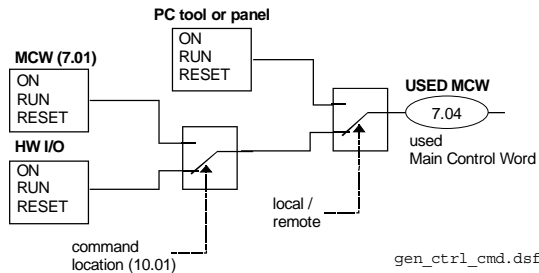 PC tool or panel
ON
RUN
RESET
MCW (7.01)
ON
RUN
RESET
HW I/O
ON
RUN
RESET
USED MCW
7.04
used
Main Control Word
local /
remote
command
location (10.01)
gen_ctrl_cmd.dsf